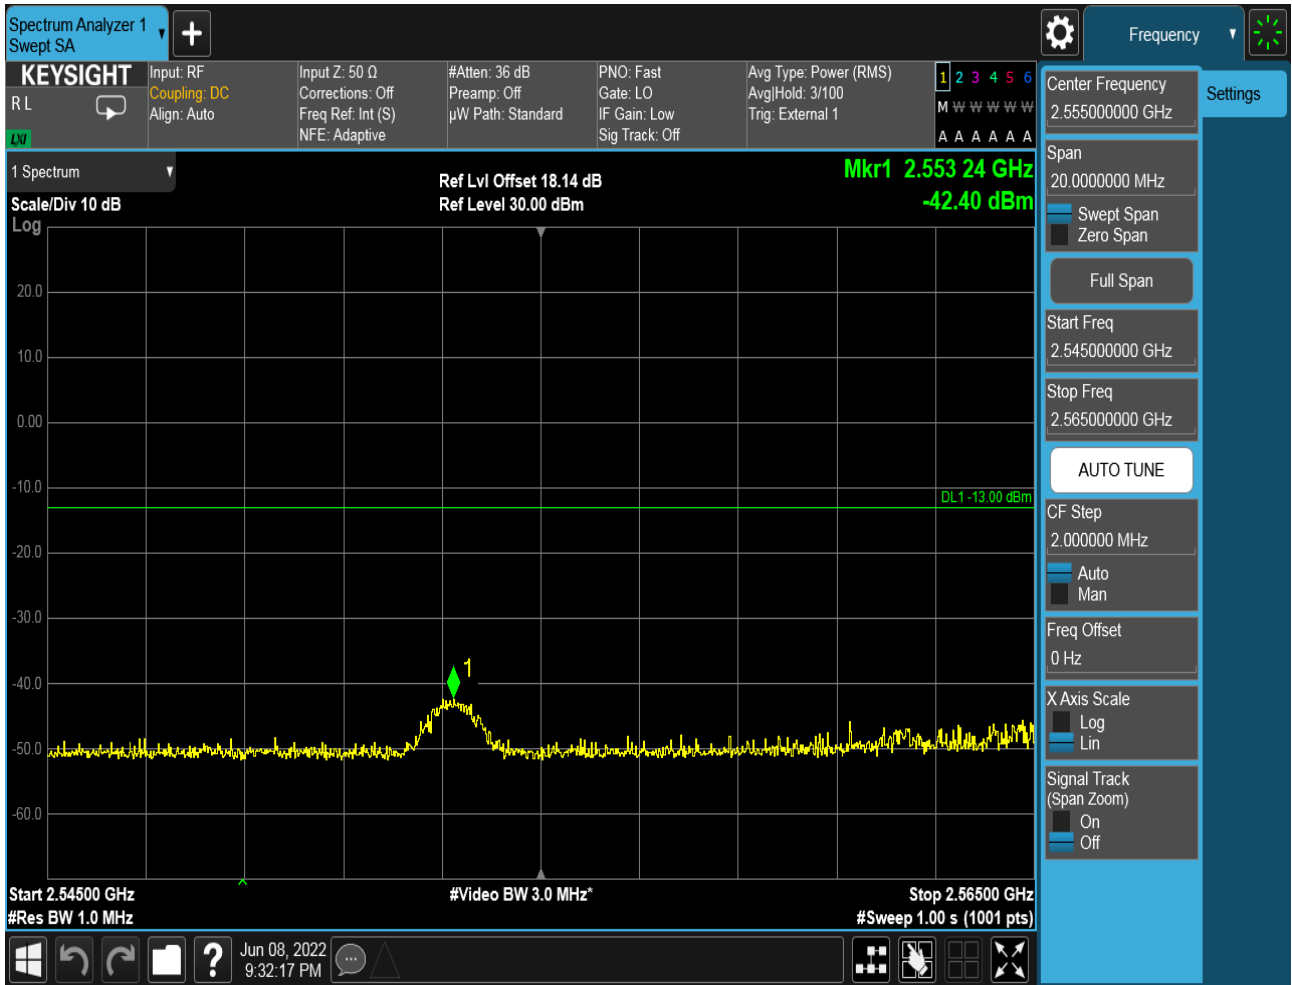 Spectrum Analyzer 1
Swept SA
Frequency
KEYSIGHT
R L
LXI
Input: RF
Coupling: DC
Align: Auto
Input Z: 50 Ω
Corrections: Off
Freq Ref: Int (S)
NFE: Adaptive
#Atten: 36 dB
Preamp: Off
µW Path: Standard
PNO: Fast
Gate: LO
IF Gain: Low
Sig Track: Off
Avg Type: Power (RMS)
Avg|Hold: 3/100
Trig: External 1
1 2 3 4 5 6
M W W W W W
A A A A A A
1 Spectrum
Scale/Div 10 dB
Log
Ref Lvl Offset 18.14 dB
Ref Level 30.00 dBm
Mkr1 2.553 24 GHz
-42.40 dBm
20.0
10.0
0.00
-10.0
-20.0
-30.0
-40.0
-50.0
-60.0
DL1 -13.00 dBm
1
Start 2.54500 GHz
#Res BW 1.0 MHz
#Video BW 3.0 MHz*
Stop 2.56500 GHz
#Sweep 1.00 s (1001 pts)
Jun 08, 2022
9:32:17 PM
?
Settings
Center Frequency
2.555000000 GHz
Span
20.0000000 MHz
Swept Span
Zero Span
Full Span
Start Freq
2.545000000 GHz
Stop Freq
2.565000000 GHz
AUTO TUNE
CF Step
2.000000 MHz
Auto
Man
Freq Offset
0 Hz
X Axis Scale
Log
Lin
Signal Track
(Span Zoom)
On
Off